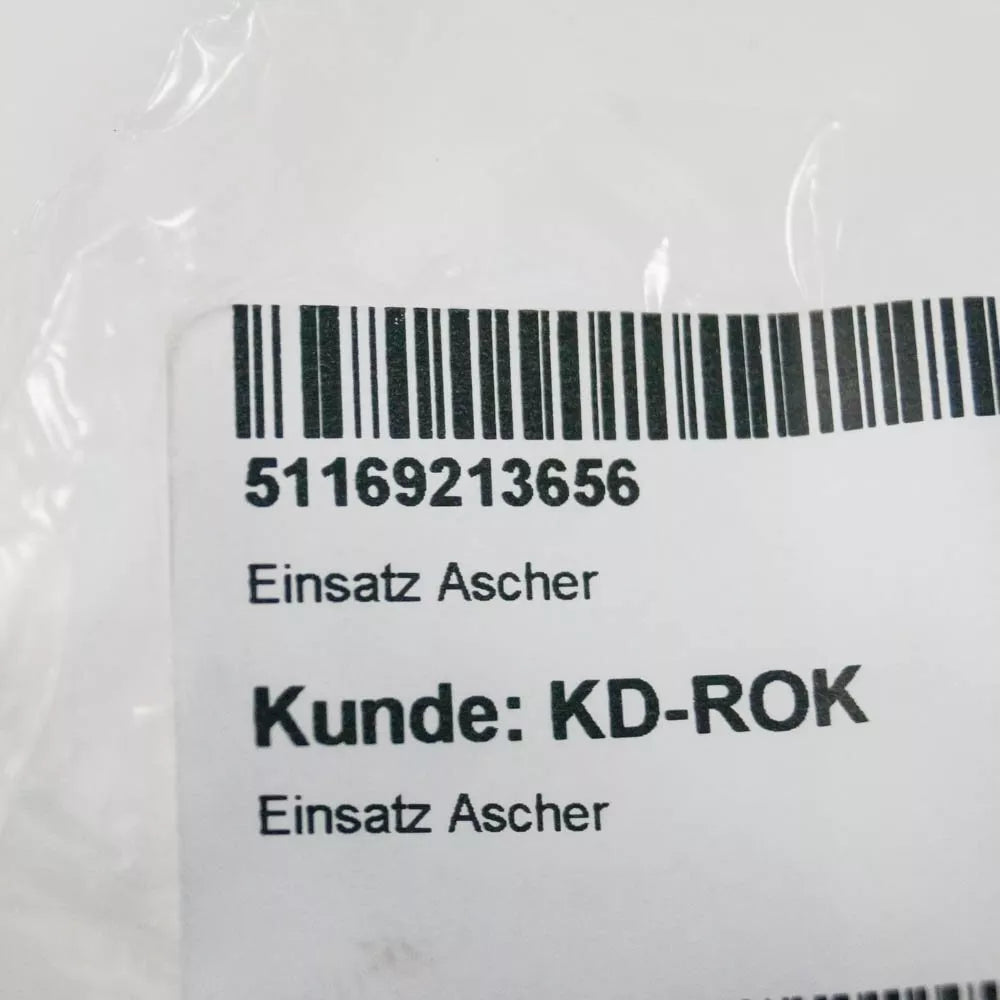 51169213656
Einsatz Ascher
Kunde: KD-ROK
Einsatz Ascher